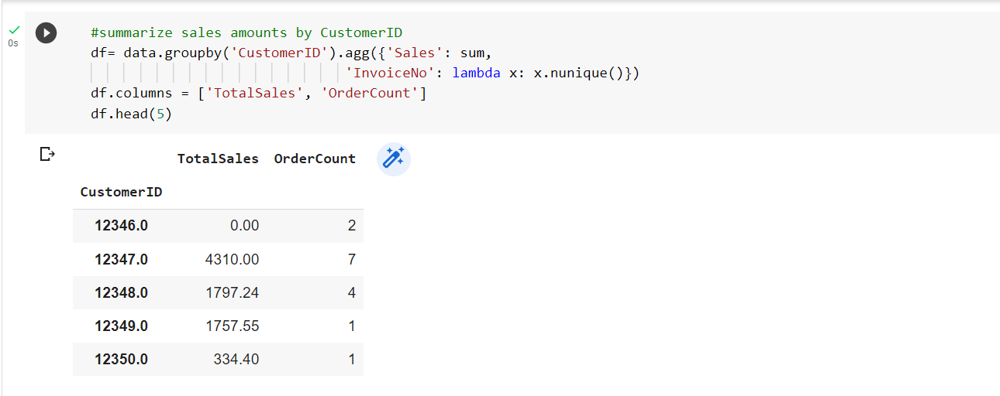 0s
#summarize sales amounts by CustomerID
df= data.groupby('CustomerID').agg({'Sales': sum,
'InvoiceNo': lambda x: x.nunique()})
df.columns = ['TotalSales', 'OrderCount']
df.head(5)
TotalSales OrderCount
CustomerID
12346.0 0.00 2
12347.0 4310.00 7
12348.0 1797.24 4
12349.0 1757.55 1
12350.0 334.40 1